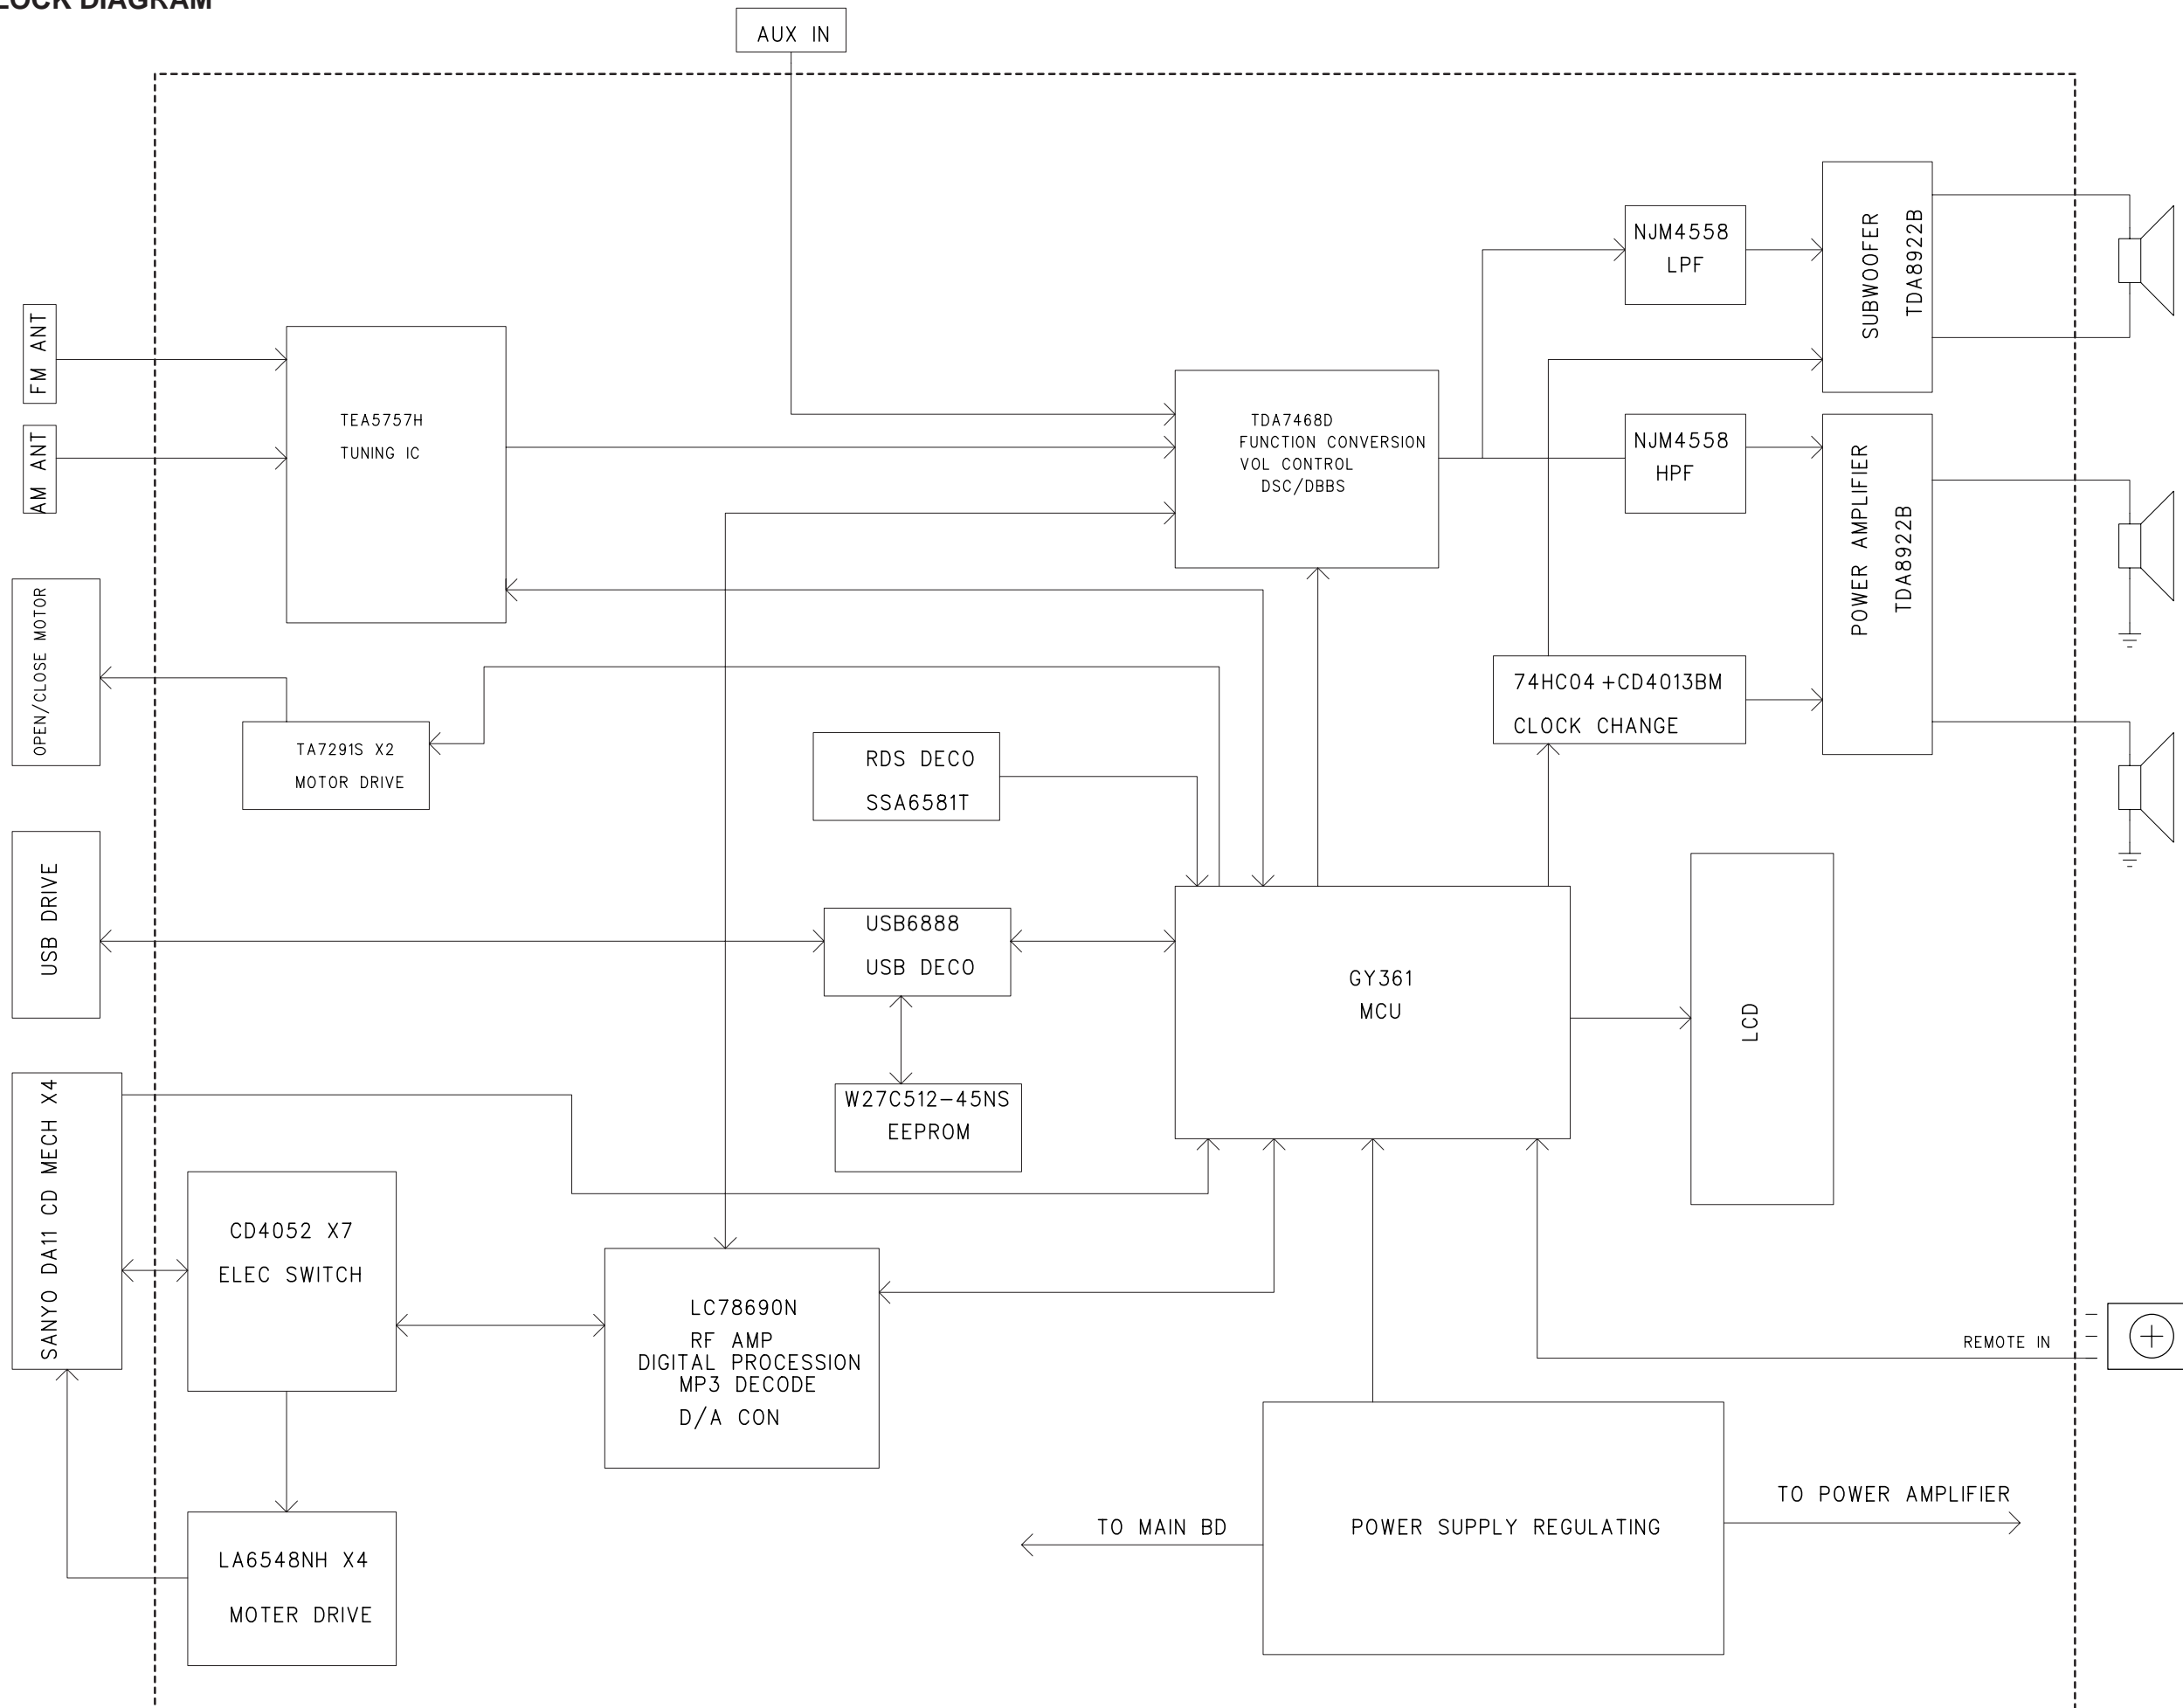 BLOCK DIAGRAM
AUX IN
FM ANT
AM ANT
TEA5757H
TUNING IC
TDA7468D
FUNCTION CONVERSION
VOL CONTROL
DSC/DBBS
NJM4558
LPF
SUBWOOFER
TDA8922B
NJM4558
HPF
POWER AMPLIFIER
TDA8922B
OPEN/CLOSE MOTOR
TA7291S X2
MOTOR DRIVE
74HC04+CD4013BM
CLOCK CHANGE
RDS DECO
SSA6581T
USB DRIVE
USB6888
USB DECO
GY361
MCU
LCD
W27C512-45NS
EEPROM
SANYO DA11 CD MECH X4
CD4052 X7
ELEC SWITCH
LC78690N
RF AMP
DIGITAL PROCESSION
MP3 DECODE
D/A CON
REMOTE IN
LA6548NH X4
MOTER DRIVE
TO MAIN BD
POWER SUPPLY REGULATING
TO POWER AMPLIFIER